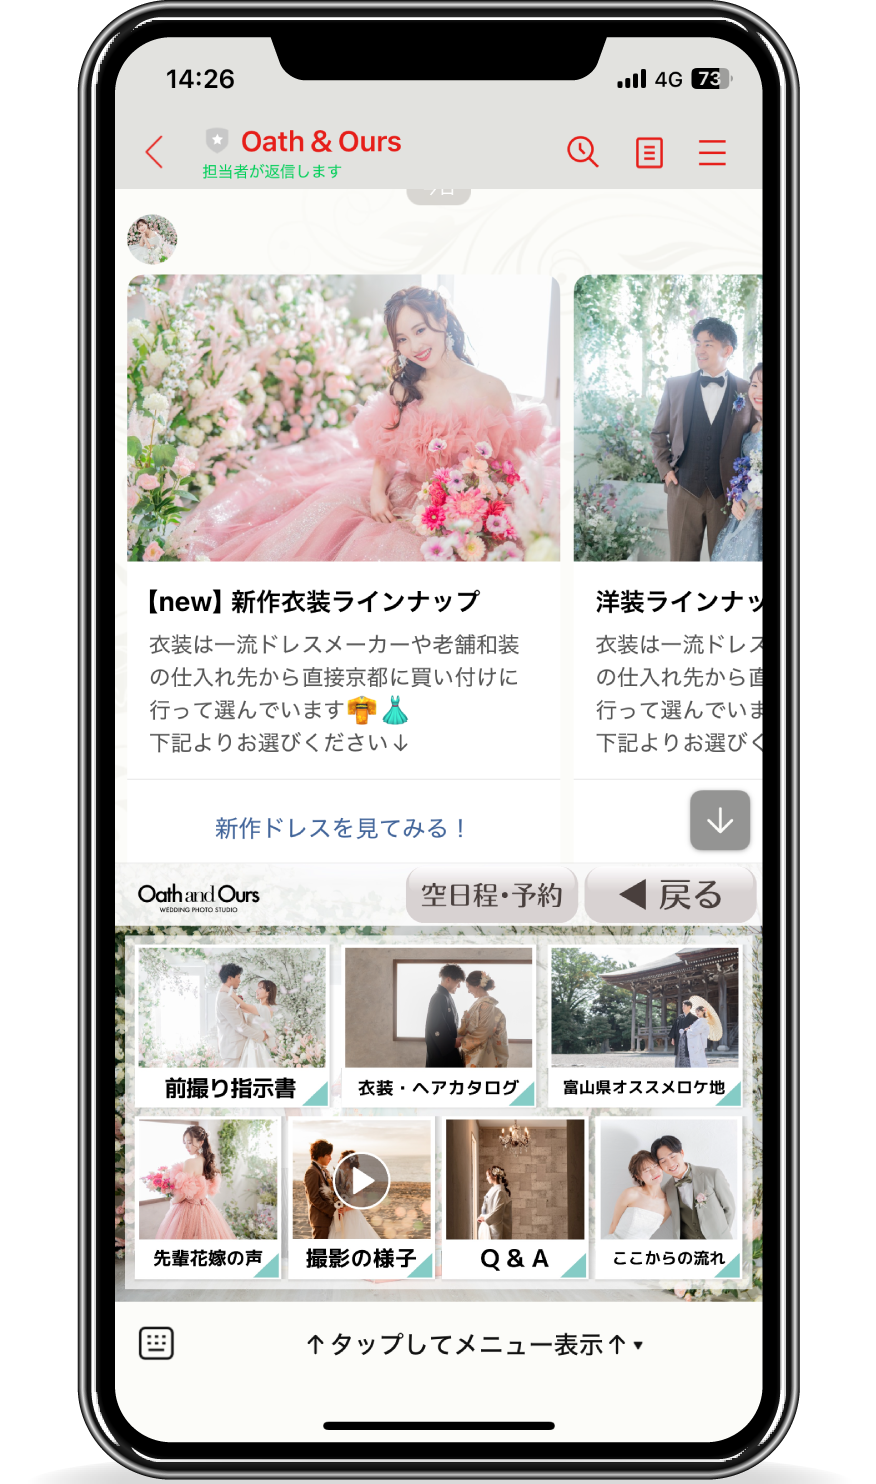 14:26
4G 73
Oath & Ours
担当者が返信します
【new】新作衣装ラインナップ
衣装は一流ドレスメーカーや老舗和装
の仕入れ先から直接京都に買い付けに
行って選んでいます👘👗
下記よりお選びください↓
新作ドレスを見てみる！
洋装ラインナッ
衣装は一流ドレス
の仕入れ先から直
行って選んでいま
下記よりお選びく
Oath and Ours
WEDDING PHOTO STUDIO
空日程・予約
◀戻る
前撮り指示書
衣装・ヘアカタログ
富山県オススメロケ地
先輩花嫁の声
撮影の様子
Q & A
ここからの流れ
↑タップしてメニュー表示↑▾